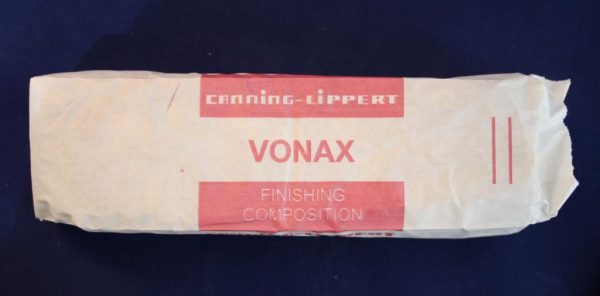 CANNING-LIPPERT
VONAX
FINISHING
COMPOSITION